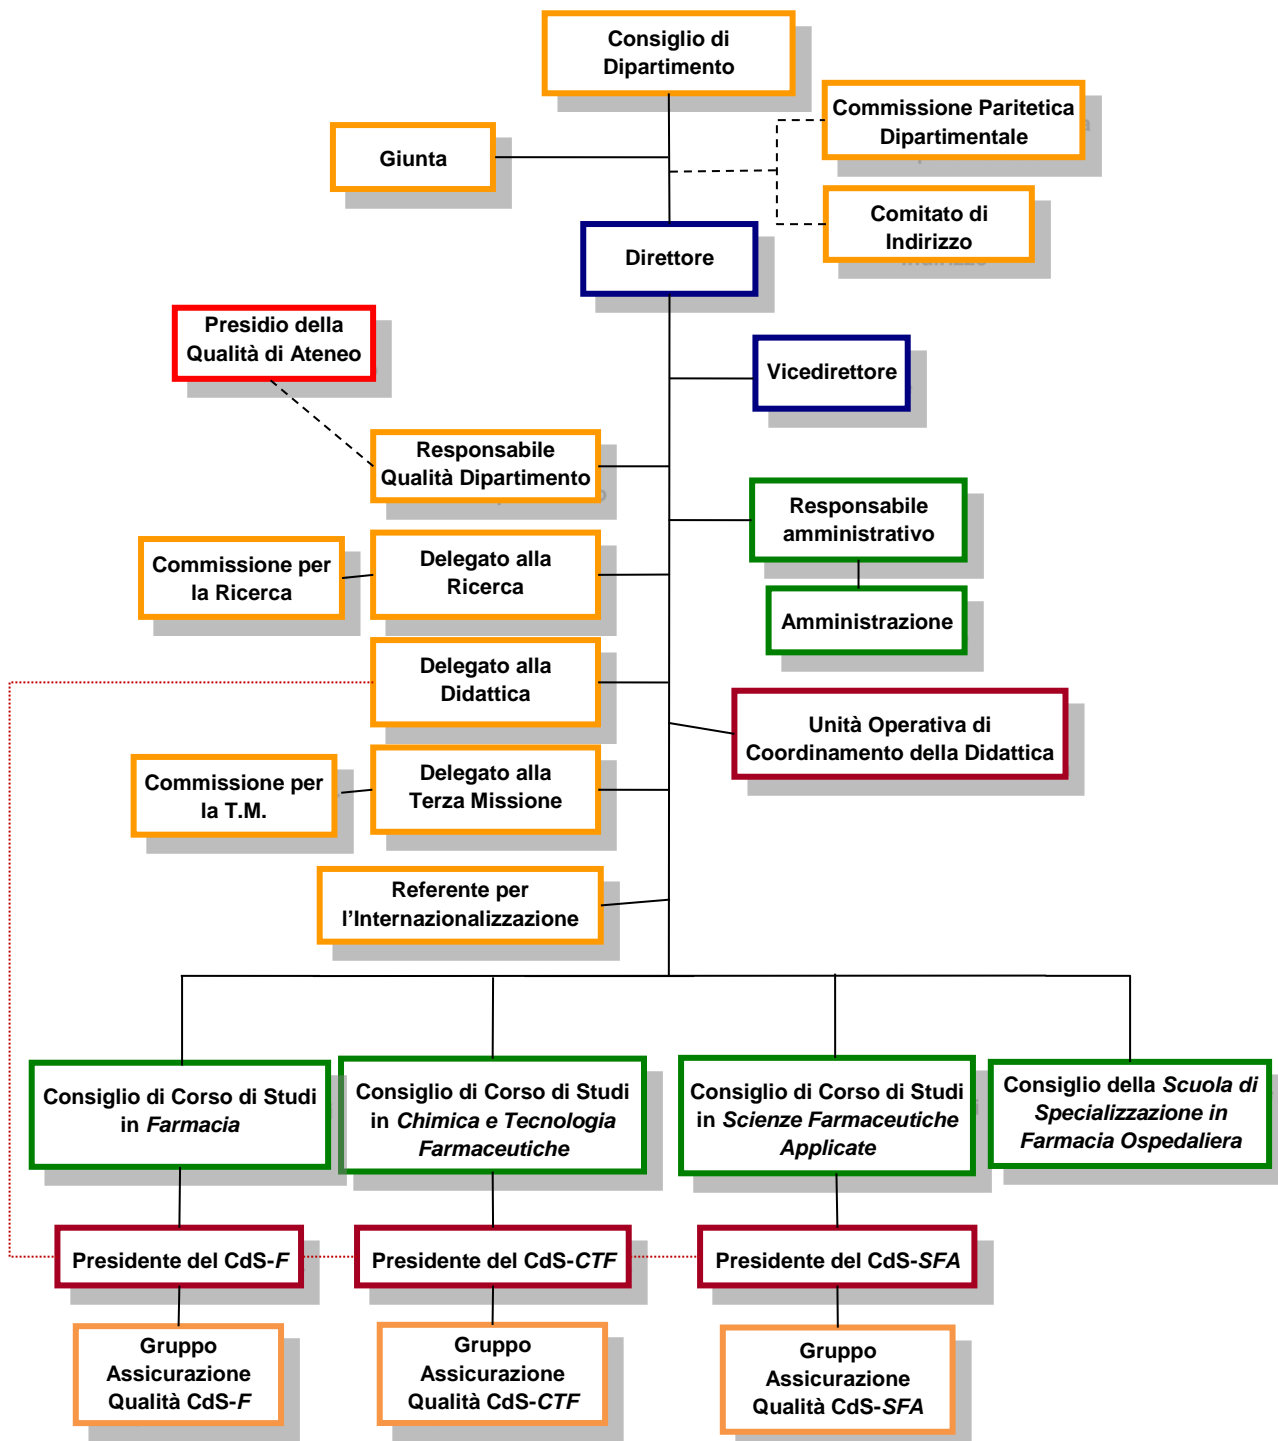 Consiglio di
Dipartimento
Commissione Paritetica
Dipartimentale
Giunta
Comitato di
Indirizzo
Direttore
Presidio della
Qualità di Ateneo
Vicedirettore
Responsabile
Qualità Dipartimento
Responsabile
amministrativo
Commissione per
la Ricerca
Delegato alla
Ricerca
Amministrazione
Delegato alla
Didattica
Unità Operativa di
Coordinamento della Didattica
Commissione per
la T.M.
Delegato alla
Terza Missione
Referente per
l’Internazionalizzazione
Consiglio di Corso di Studi
in Farmacia
Consiglio di Corso di Studi
in Chimica e Tecnologia
Farmaceutiche
Consiglio di Corso di Studi
in Scienze Farmaceutiche
Applicate
Consiglio della Scuola di
Specializzazione in
Farmacia Ospedaliera
Presidente del CdS-F
Presidente del CdS-CTF
Presidente del CdS-SFA
Gruppo
Assicurazione
Qualità CdS-F
Gruppo
Assicurazione
Qualità CdS-CTF
Gruppo
Assicurazione
Qualità CdS-SFA